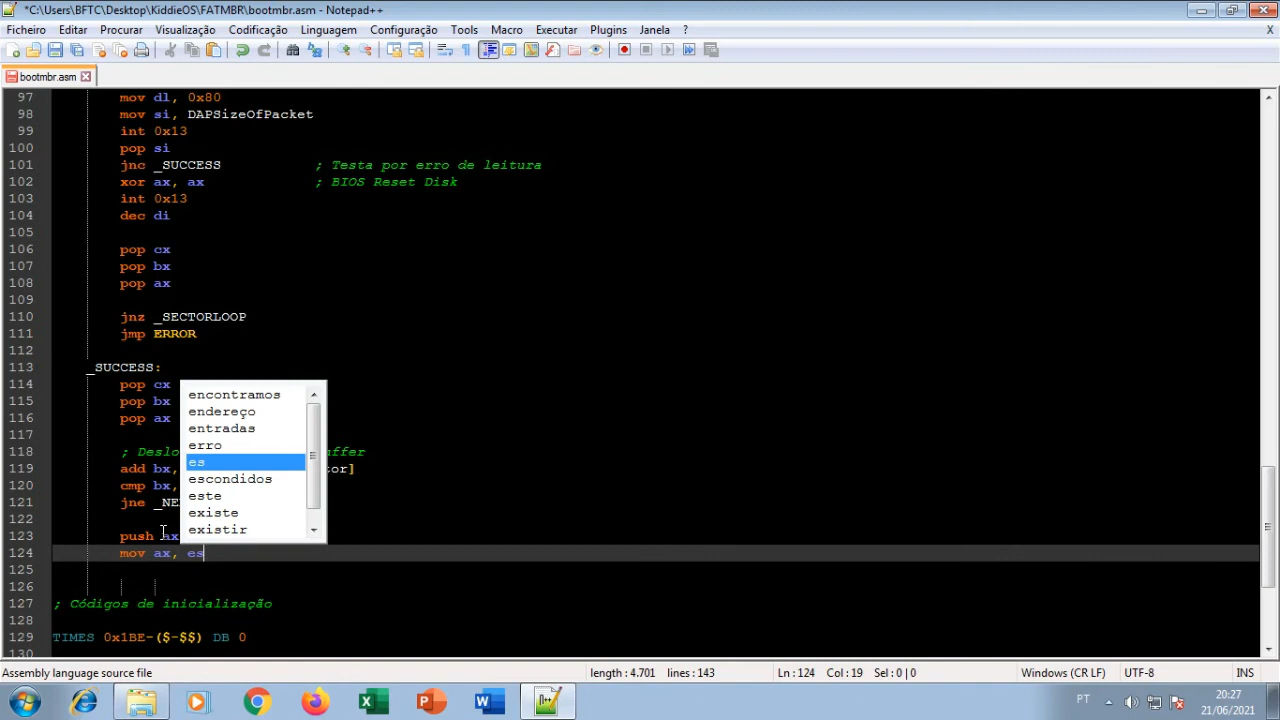 *C:\Users\BFTC\Desktop\KiddieOS\FATMBR\bootmbr.asm - Notepad++
Ficheiro Editar Procurar Visualização Codificação Linguagem Configuração Tools Macro Executar Plugins Janela ? X
bootmbr.asm
97 mov dl, 0x80
98 mov si, DAPSizeOfPacket
99 int 0x13
100 pop si
101 jnc _SUCCESS ; Testa por erro de leitura
102 xor ax, ax ; BIOS Reset Disk
103 int 0x13
104 dec di
105
106 pop cx
107 pop bx
108 pop ax
109
110 jnz _SECTORLOOP
111 jmp ERROR
112
113 _SUCCESS:
114 pop cx
115 pop bx
116 pop ax
117
118 ; Deslo ffer
119 add bx, tor]
120 cmp bx,
121 jne _NE
122
123 push ax
124 mov ax, es
125
126
127 ; Códigos de inicialização
128
129 TIMES 0x1BE-($-$$) DB 0
130
encontramos
endereço
entradas
erro
es
escondidos
este
existe
existir
Assembly language source file length : 4.701 lines : 143 Ln : 124 Col : 19 Sel : 0 | 0 Windows (CR LF) UTF-8 INS
PT 20:27
21/06/2021